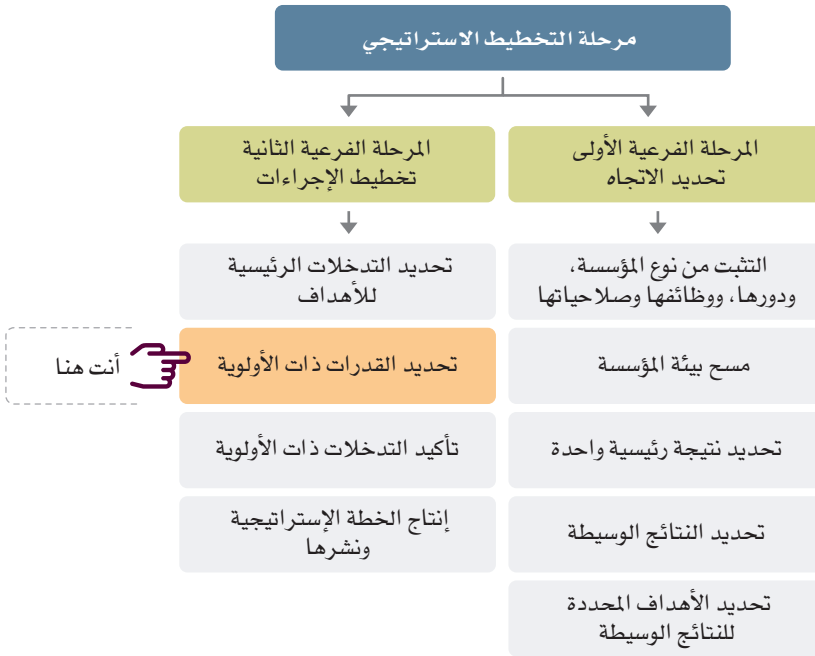 مرحلة التخطيط الاستراتيجي
المرحلة الفرعية الأولى
تحديد الاتجاه
التثبت من نوع المؤسسة،
ودورها، ووظائفها وصلاحياتها
مسح بيئة المؤسسة
تحديد نتيجة رئيسية واحدة
تحديد النتائج الوسيطة
تحديد الأهداف المحددة
للنتائج الوسيطة
المرحلة الفرعية الثانية
تخطيط الإجراءات
تحديد التدخلات الرئيسية
للأهداف
تحديد القدرات ذات الأولوية
أنت هنا
تأكيد التدخلات ذات الأولوية
إنتاج الخطة الإستراتيجية
ونشرها